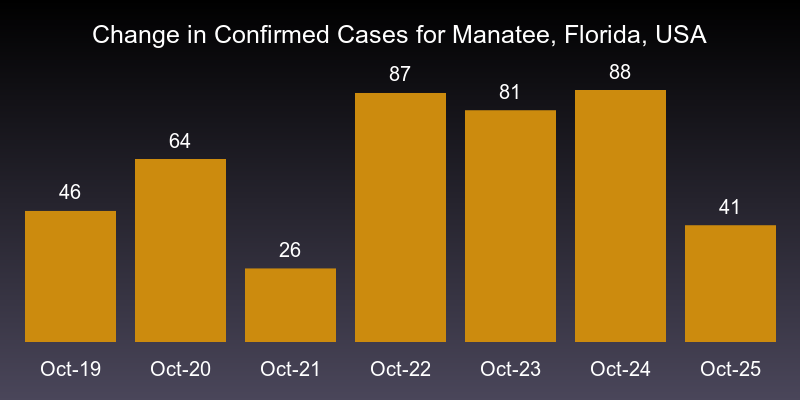 Change in Confirmed Cases for Manatee, Florida, USA
46
64
26
87
81
88
41
Oct-19
Oct-20
Oct-21
Oct-22
Oct-23
Oct-24
Oct-25